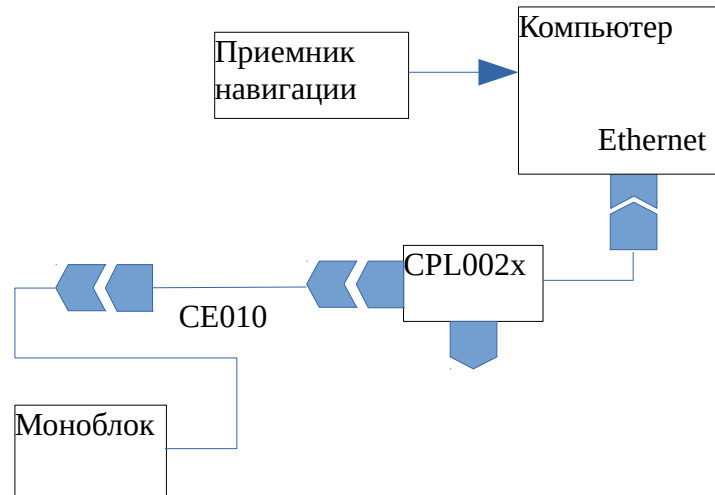 Компьютер
Приемник
навигации
Ethernet
CPL002x
CE010
Моноблок